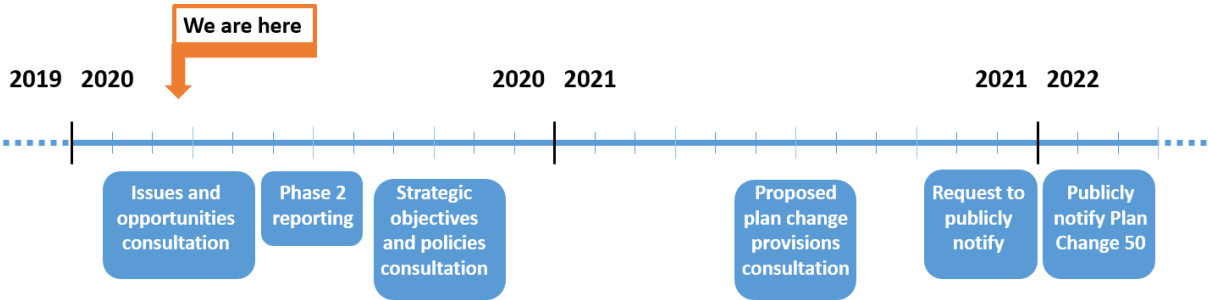 We are here
2019 2020
2020 2021
2021 2022
Issues and
opportunities
consultation
Phase 2
reporting
Strategic
objectives
and policies
consultation
Proposed
plan change
provisions
consultation
Request to
publicly
notify
Publicly
notify Plan
Change 50